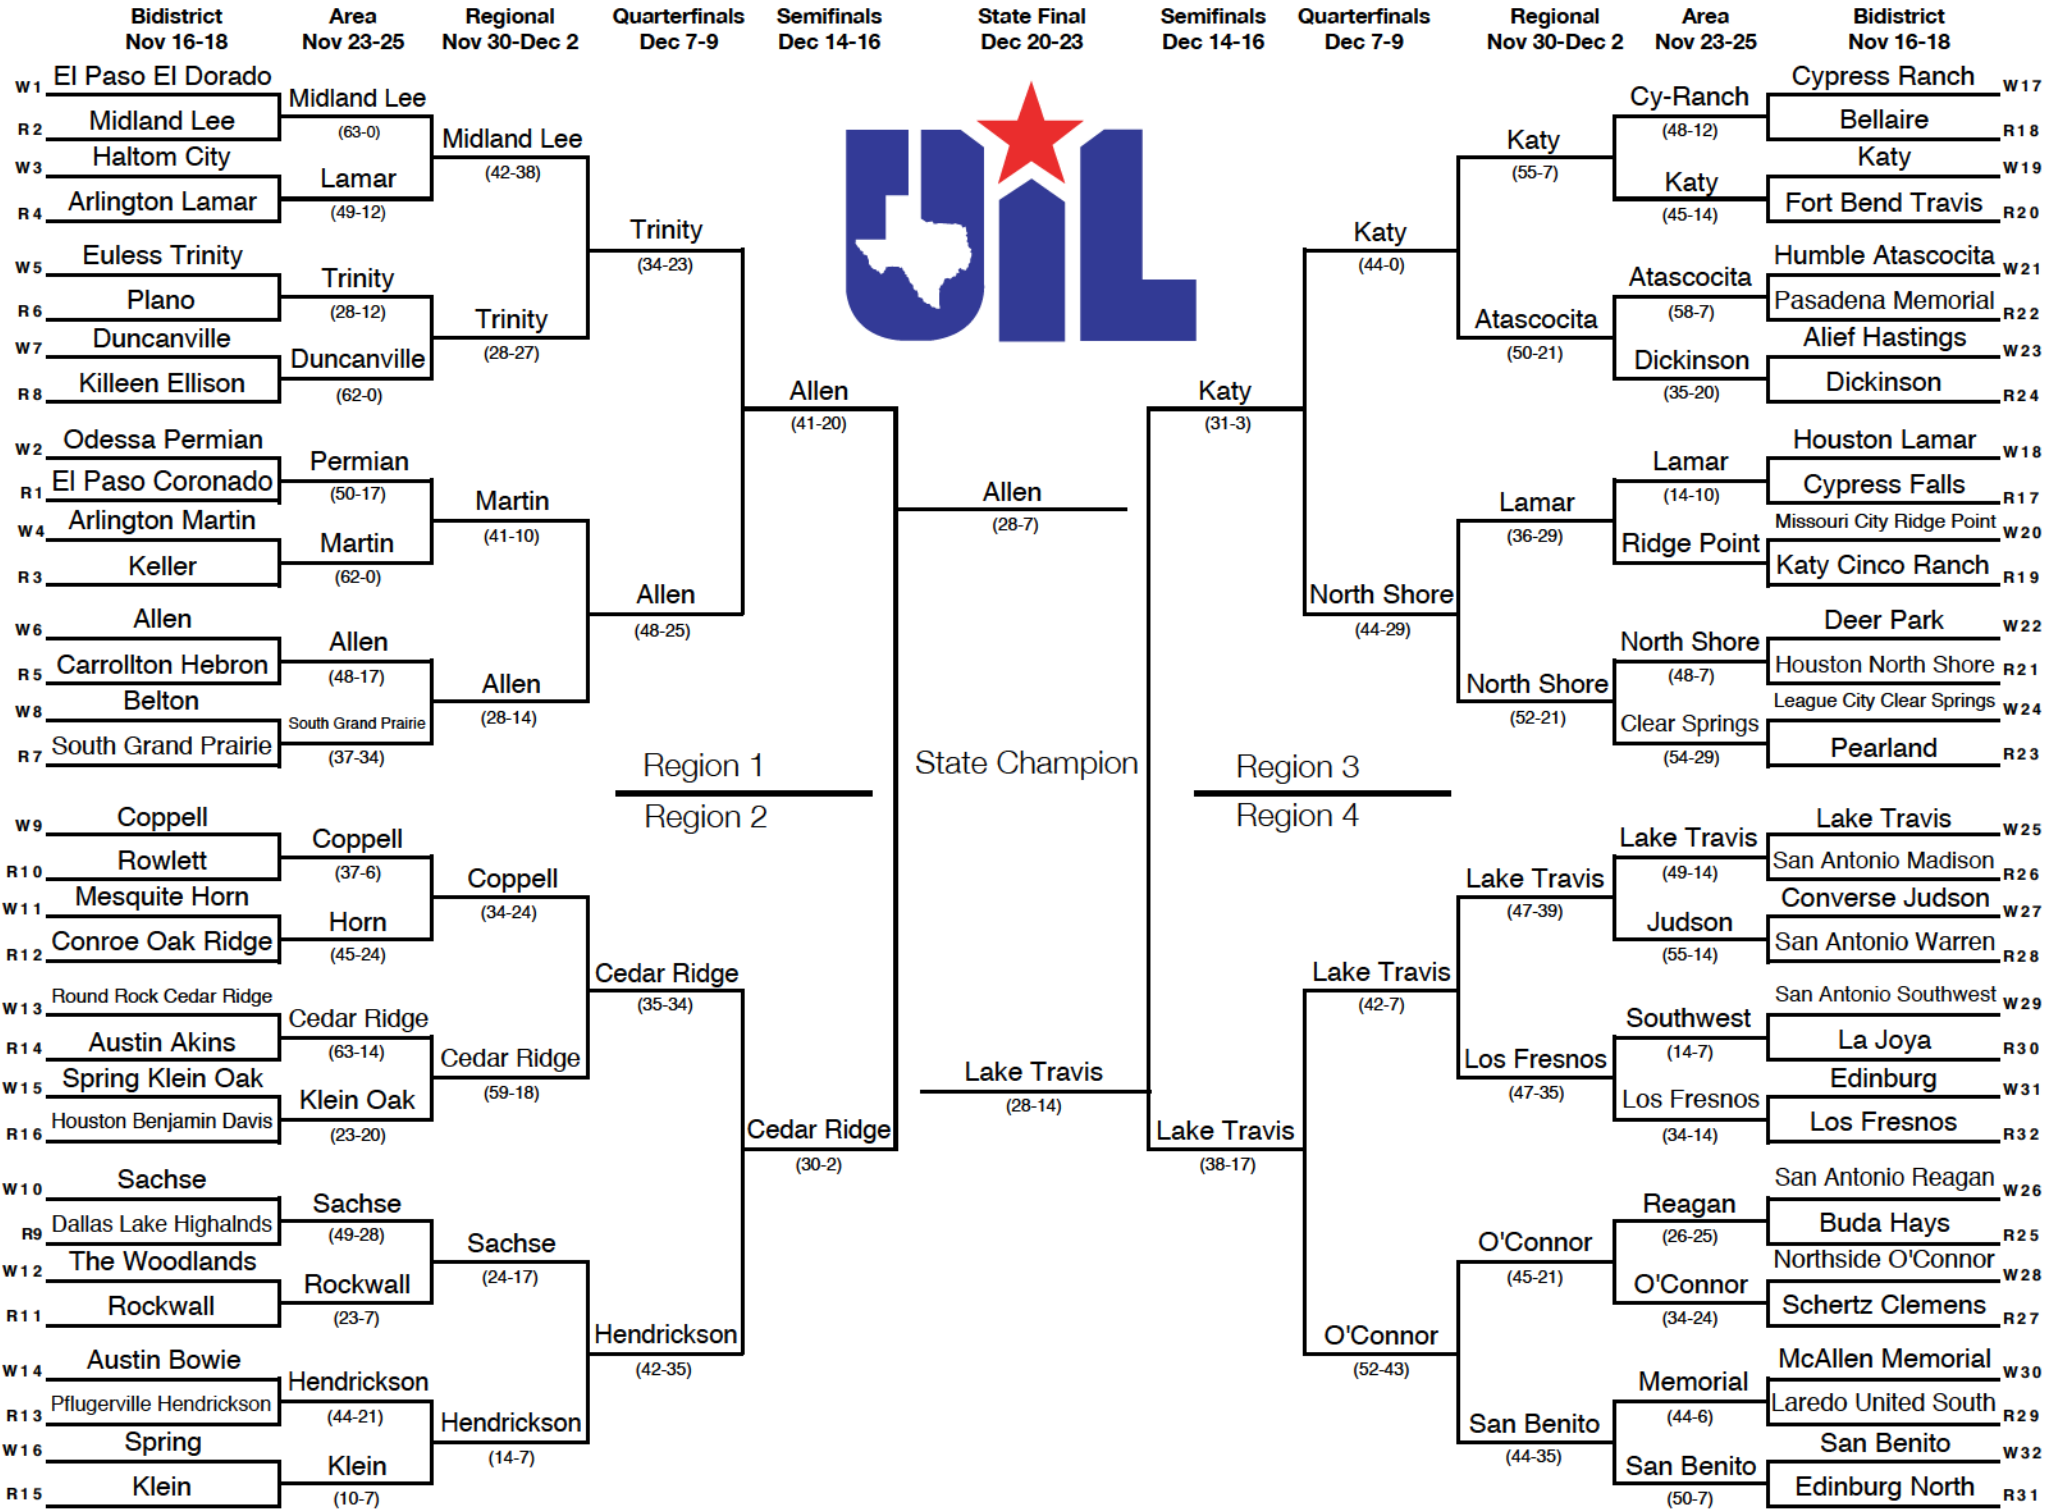 Bidistrict
Nov 16-18
Area
Nov 23-25
Regional
Nov 30-Dec 2
Quarterfinals
Dec 7-9
Semifinals
Dec 14-16
State Final
Dec 20-23
Semifinals
Dec 14-16
Quarterfinals
Dec 7-9
Regional
Nov 30-Dec 2
Area
Nov 23-25
Bidistrict
Nov 16-18
W1 El Paso El Dorado
R2 Midland Lee
W3 Haltom City
R4 Arlington Lamar
W5 Euless Trinity
R6 Plano
W7 Duncanville
R8 Killeen Ellison
W2 Odessa Permian
R1 El Paso Coronado
W4 Arlington Martin
R3 Keller
W6 Allen
R5 Carrollton Hebron
W8 Belton
R7 South Grand Prairie
W9 Coppell
R10 Rowlett
W11 Mesquite Horn
R12 Conroe Oak Ridge
W13 Round Rock Cedar Ridge
R14 Austin Akins
W15 Spring Klein Oak
R16 Houston Benjamin Davis
W10 Sachse
R9 Dallas Lake Highalnds
W12 The Woodlands
R11 Rockwall
W14 Austin Bowie
R13 Pflugerville Hendrickson
W16 Spring
R15 Klein
Midland Lee
(63-0)
Lamar
(49-12)
Trinity
(28-12)
Duncanville
(62-0)
Permian
(50-17)
Martin
(62-0)
Allen
(48-17)
South Grand Prairie
(37-34)
Coppell
(37-6)
Horn
(45-24)
Cedar Ridge
(63-14)
Klein Oak
(23-20)
Sachse
(49-28)
Rockwall
(23-7)
Hendrickson
(44-21)
Klein
(10-7)
Midland Lee
(42-38)
Trinity
(28-27)
Martin
(41-10)
Allen
(28-14)
Coppell
(34-24)
Cedar Ridge
(59-18)
Sachse
(24-17)
Hendrickson
(14-7)
Trinity
(34-23)
Allen
(48-25)
Region 1
Region 2
Cedar Ridge
(35-34)
Hendrickson
(42-35)
Allen
(41-20)
Cedar Ridge
(30-2)
UIL
Allen
(28-7)
State Champion
Lake Travis
(28-14)
Katy
(31-3)
Lake Travis
(38-17)
Katy
(44-0)
North Shore
(44-29)
Region 3
Region 4
Lake Travis
(42-7)
O'Connor
(52-43)
Katy
(55-7)
Atascocita
(50-21)
Lamar
(36-29)
North Shore
(52-21)
Lake Travis
(47-39)
Los Fresnos
(47-35)
O'Connor
(45-21)
San Benito
(44-35)
Cy-Ranch
(48-12)
Katy
(45-14)
Atascocita
(58-7)
Dickinson
(35-20)
Lamar
(14-10)
Ridge Point
North Shore
(48-7)
Clear Springs
(54-29)
Lake Travis
(49-14)
Judson
(55-14)
Southwest
(14-7)
Los Fresnos
(34-14)
Reagan
(26-25)
O'Connor
(34-24)
Memorial
(44-6)
San Benito
(50-7)
Cypress Ranch W17
Bellaire R18
Katy W19
Fort Bend Travis R20
Humble Atascocita W21
Pasadena Memorial R22
Alief Hastings W23
Dickinson R24
Houston Lamar W18
Cypress Falls R17
Missouri City Ridge Point W20
Katy Cinco Ranch R19
Deer Park W22
Houston North Shore R21
League City Clear Springs W24
Pearland R23
Lake Travis W25
San Antonio Madison R26
Converse Judson W27
San Antonio Warren R28
San Antonio Southwest W29
La Joya R30
Edinburg W31
Los Fresnos R32
San Antonio Reagan W26
Buda Hays R25
Northside O'Connor W28
Schertz Clemens R27
McAllen Memorial W30
Laredo United South R29
San Benito W32
Edinburg North R31